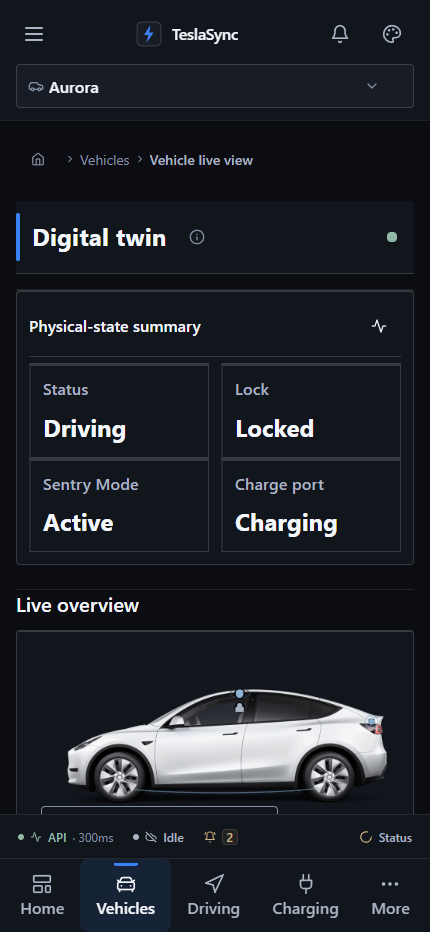 TeslaSync
Aurora
Vehicles
Vehicle live view
Digital twin
Physical-state summary
Status
Driving
Lock
Locked
Sentry Mode
Active
Charge port
Charging
Live overview
API · 300ms
Idle
2
Status
Home
Vehicles
Driving
Charging
More